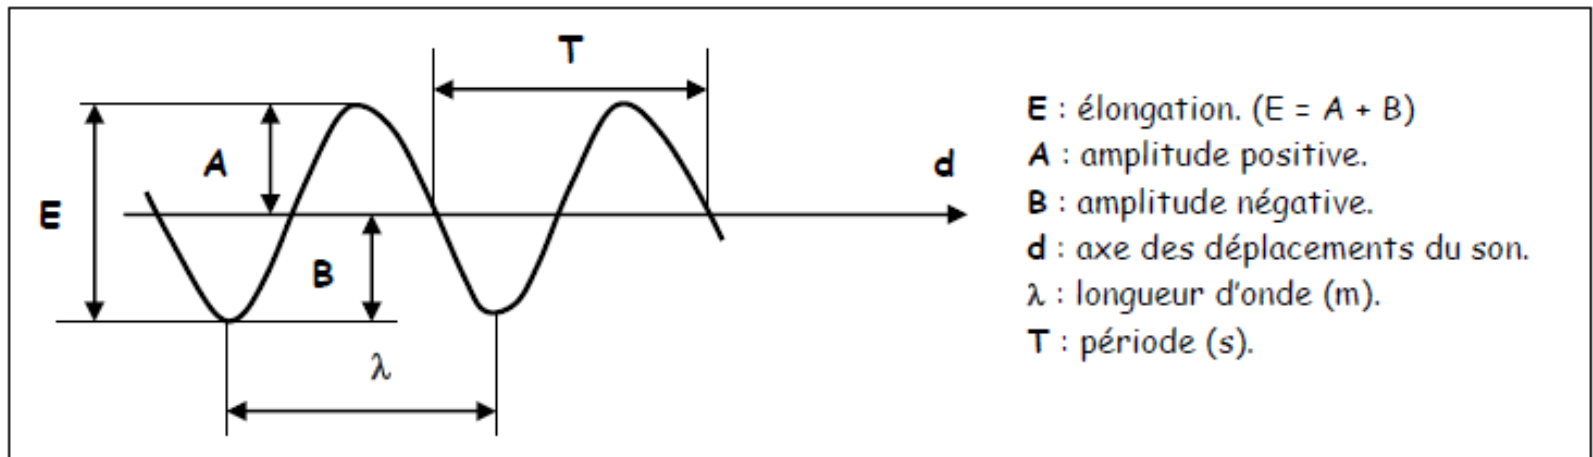 T
A
E
B
λ
d
E : élongation. (E = A + B)
A : amplitude positive.
B : amplitude négative.
d : axe des déplacements du son.
λ : longueur d'onde (m).
T : période (s).